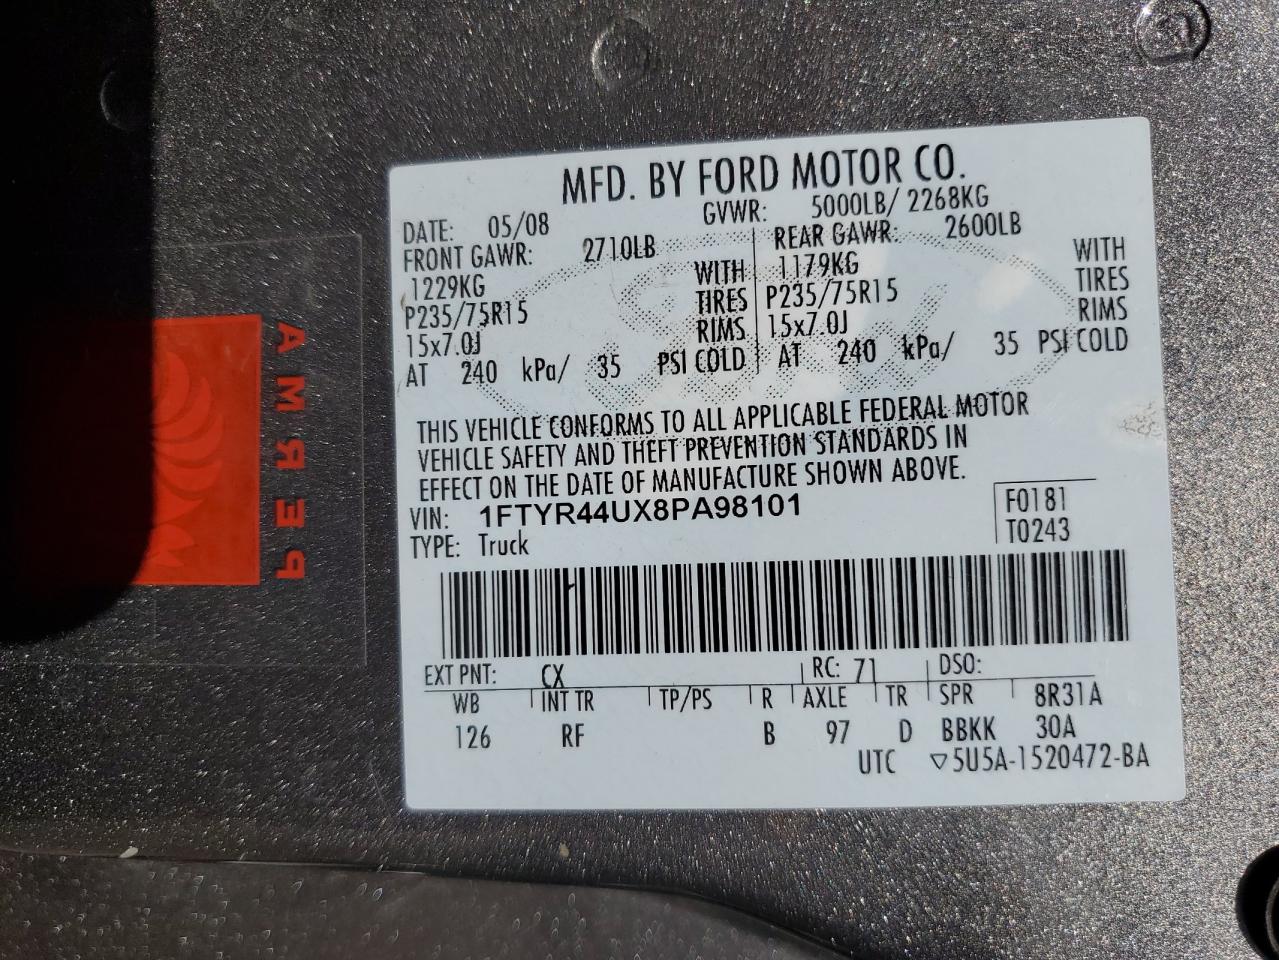 MFD. BY FORD MOTOR CO.
DATE: 05/08 GVWR: 5000LB/ 2268KG
FRONT GAWR: 2710LB REAR GAWR: 2600LB
1229KG WITH 1179KG WITH
P235/75R15 TIRES P235/75R15 TIRES
15x7.0J RIMS 15x7.0J RIMS
AT 240 kPa/ 35 PSI COLD AT 240 kPa/ 35 PSI COLD
THIS VEHICLE CONFORMS TO ALL APPLICABLE FEDERAL MOTOR
VEHICLE SAFETY AND THEFT PREVENTION STANDARDS IN
EFFECT ON THE DATE OF MANUFACTURE SHOWN ABOVE.
VIN: 1FTYR44UX8PA98101 F0181
TYPE: Truck T0243
EXT PNT: CX RC: 71 DSO:
WB INT TR TP/PS R AXLE TR SPR 8R31A
126 RF B 97 D BBKK 30A
UTC ▽5U5A-1520472-BA
PERMA